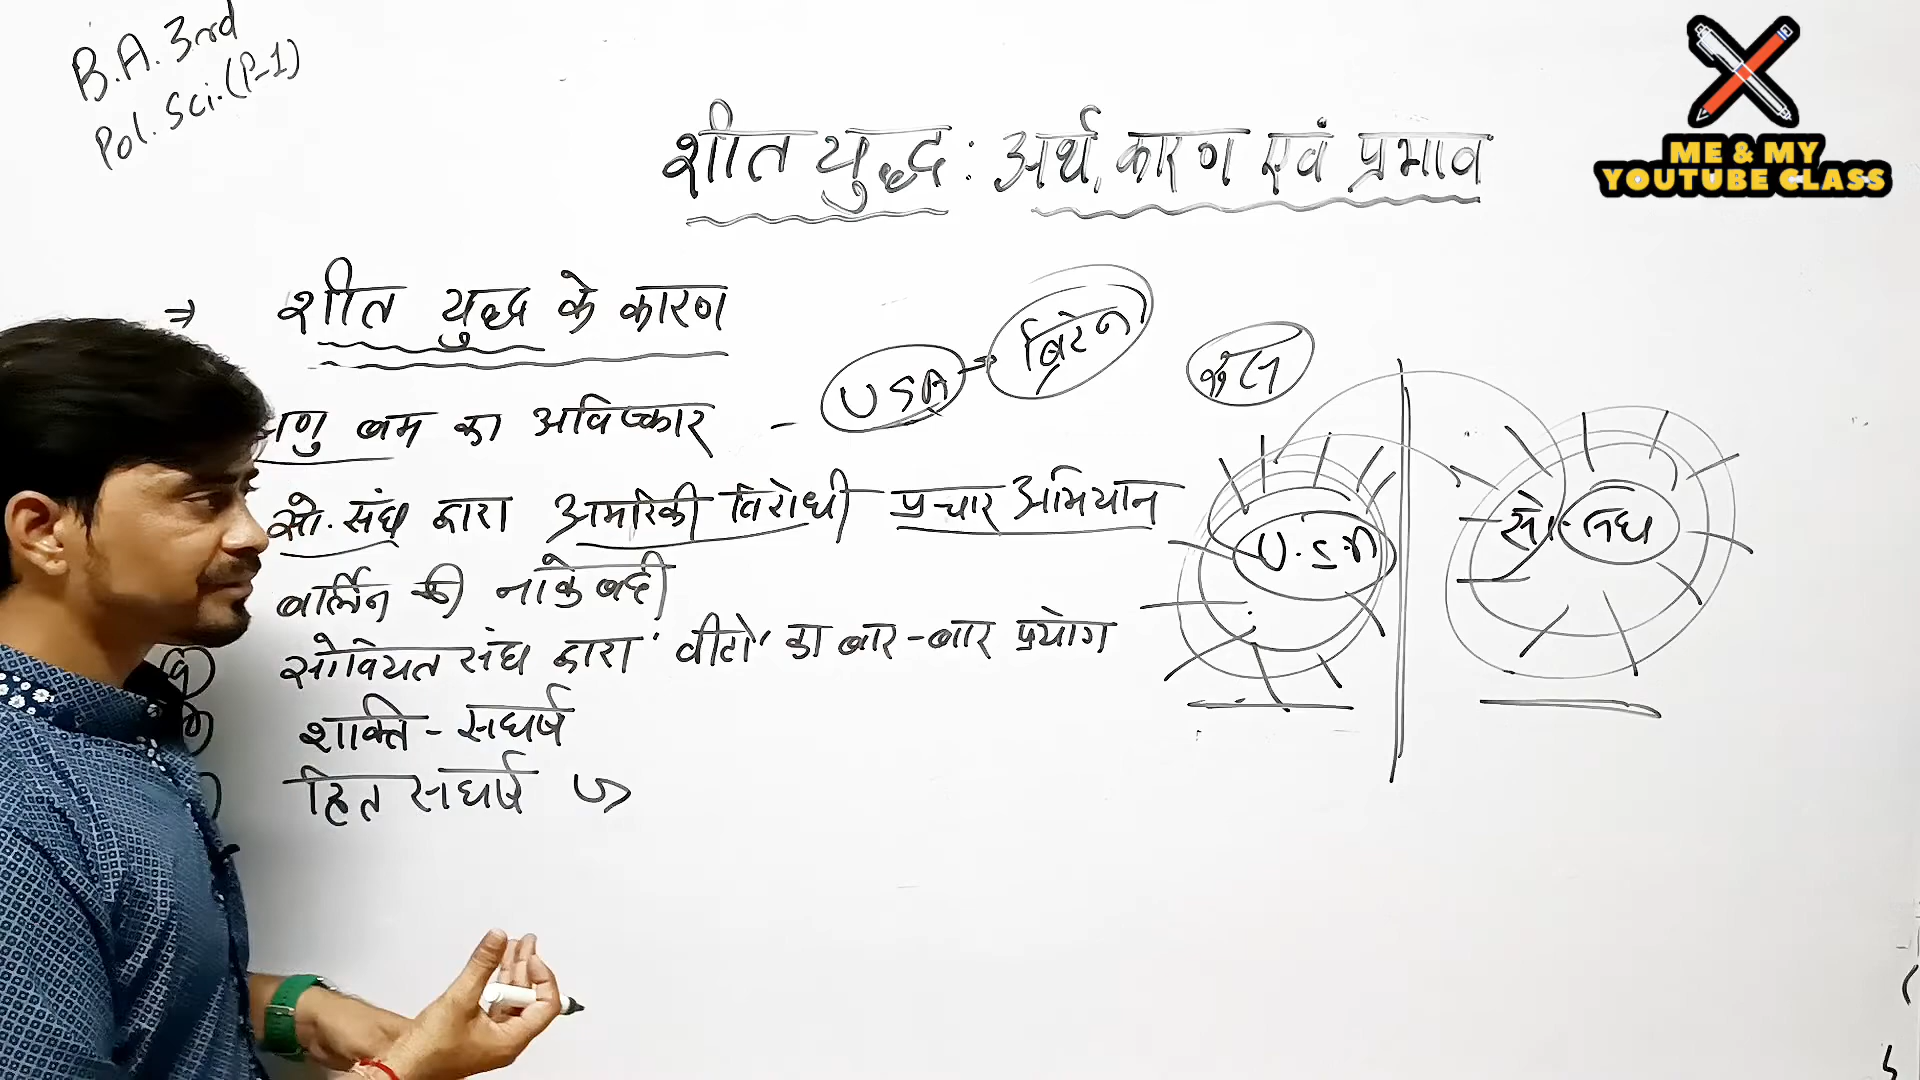 B.A. 3rd
Pol. Sci. (P-1)
ME & MY
YOUTUBE CLASS
शीत युद्ध : अर्थ, कारण एवं प्रभाव
⇒ शीत युद्ध के कारण
अणु बम का अविष्कार - USA ⇒ ब्रिटेन रूस
सो. संघ द्वारा अमरिकी विरोधी प्रचार अभियान
बर्लिन की नाकेबंदी
सोवियत संघ द्वारा 'वीटो' का बार-बार प्रयोग
शक्ति - संघर्ष
हित संघर्ष
U.S.A
सो. संघ